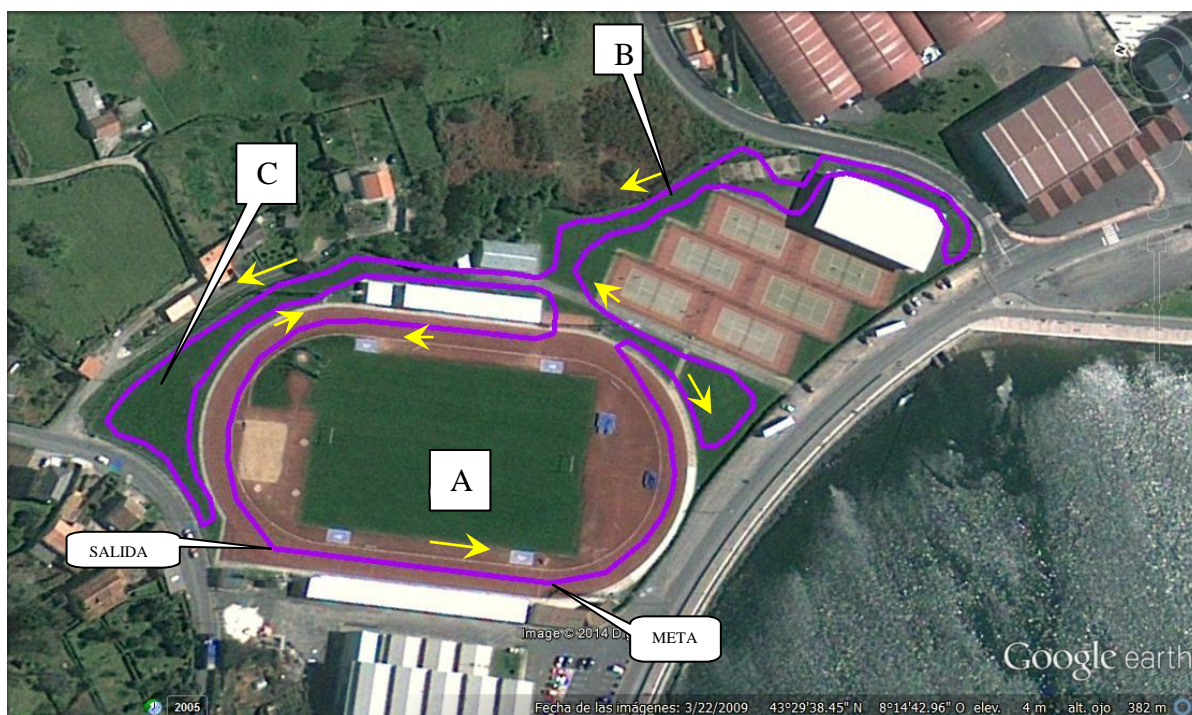 B
N
C
A
SALIDA
META
Image © 2014 Di
Google earth
2005
Fecha de las imágenes: 3/22/2009 43°29'38.45" N 8°14'42.96" O elev. 4 m alt. ojo 382 m